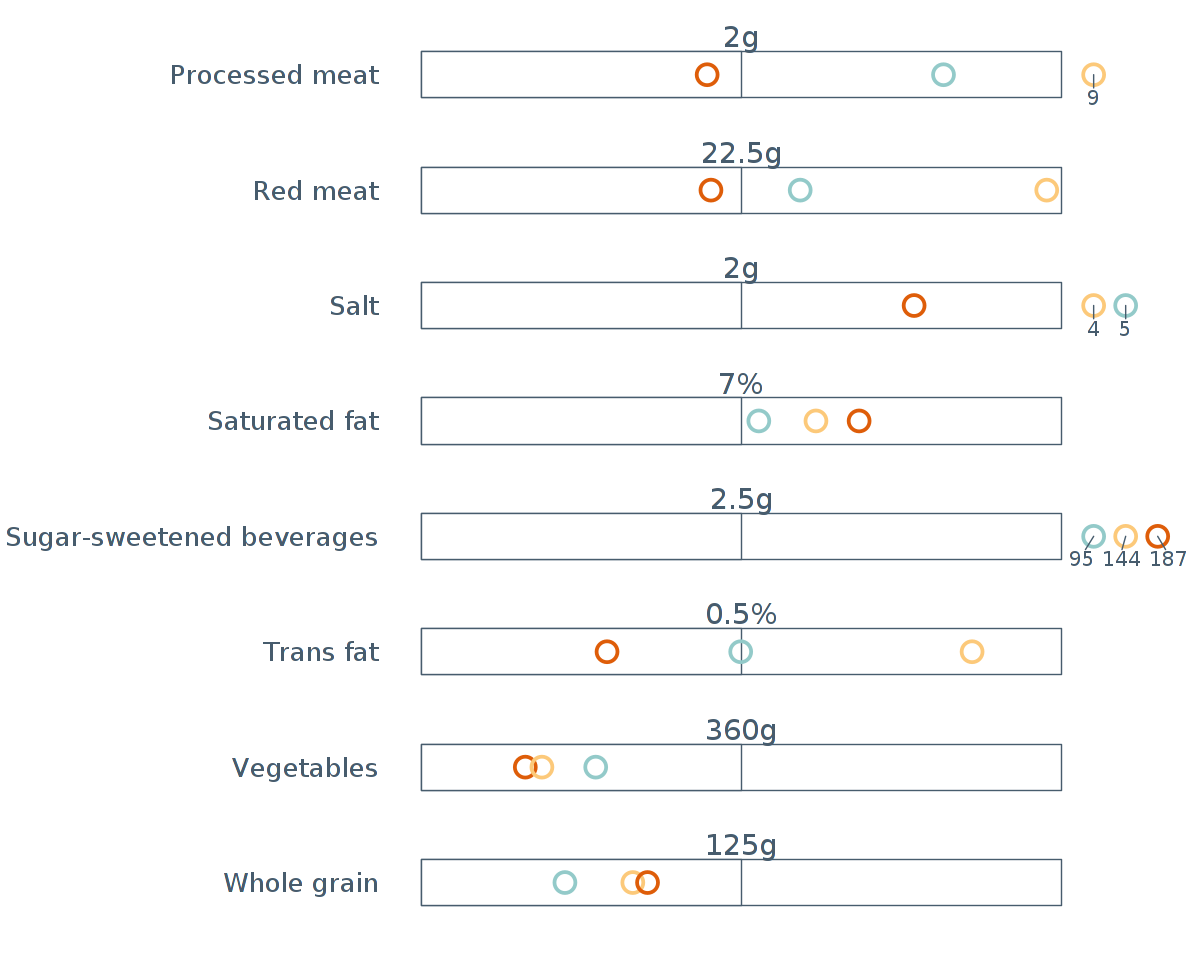 2g
Processed meat
9
22.5g
Red meat
2g
Salt
4 5
7%
Saturated fat
2.5g
Sugar-sweetened beverages
95 144 187
0.5%
Trans fat
360g
Vegetables
125g
Whole grain